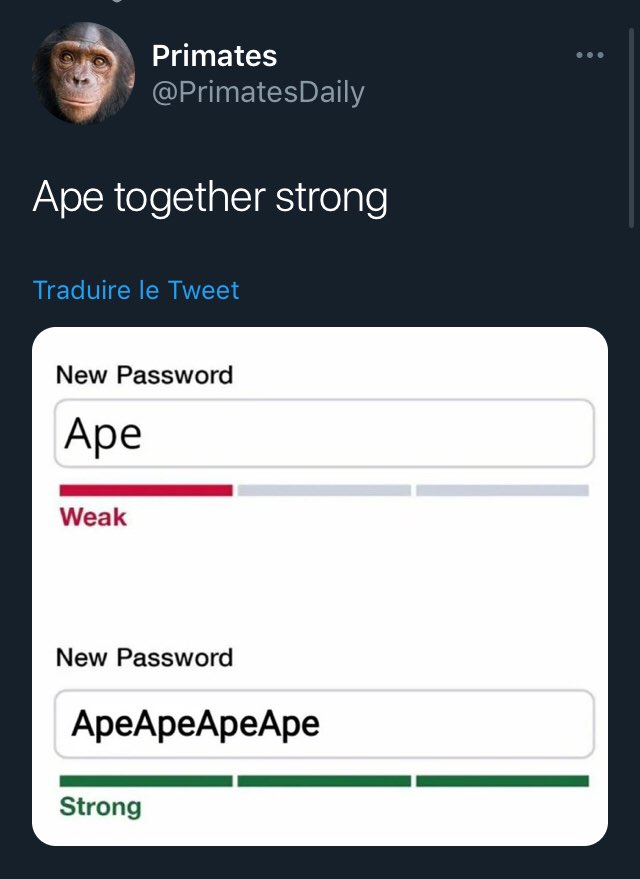 Primates
@PrimatesDaily
Ape together strong
Traduire le Tweet
New Password
Ape
Weak
New Password
ApeApeApeApe
Strong